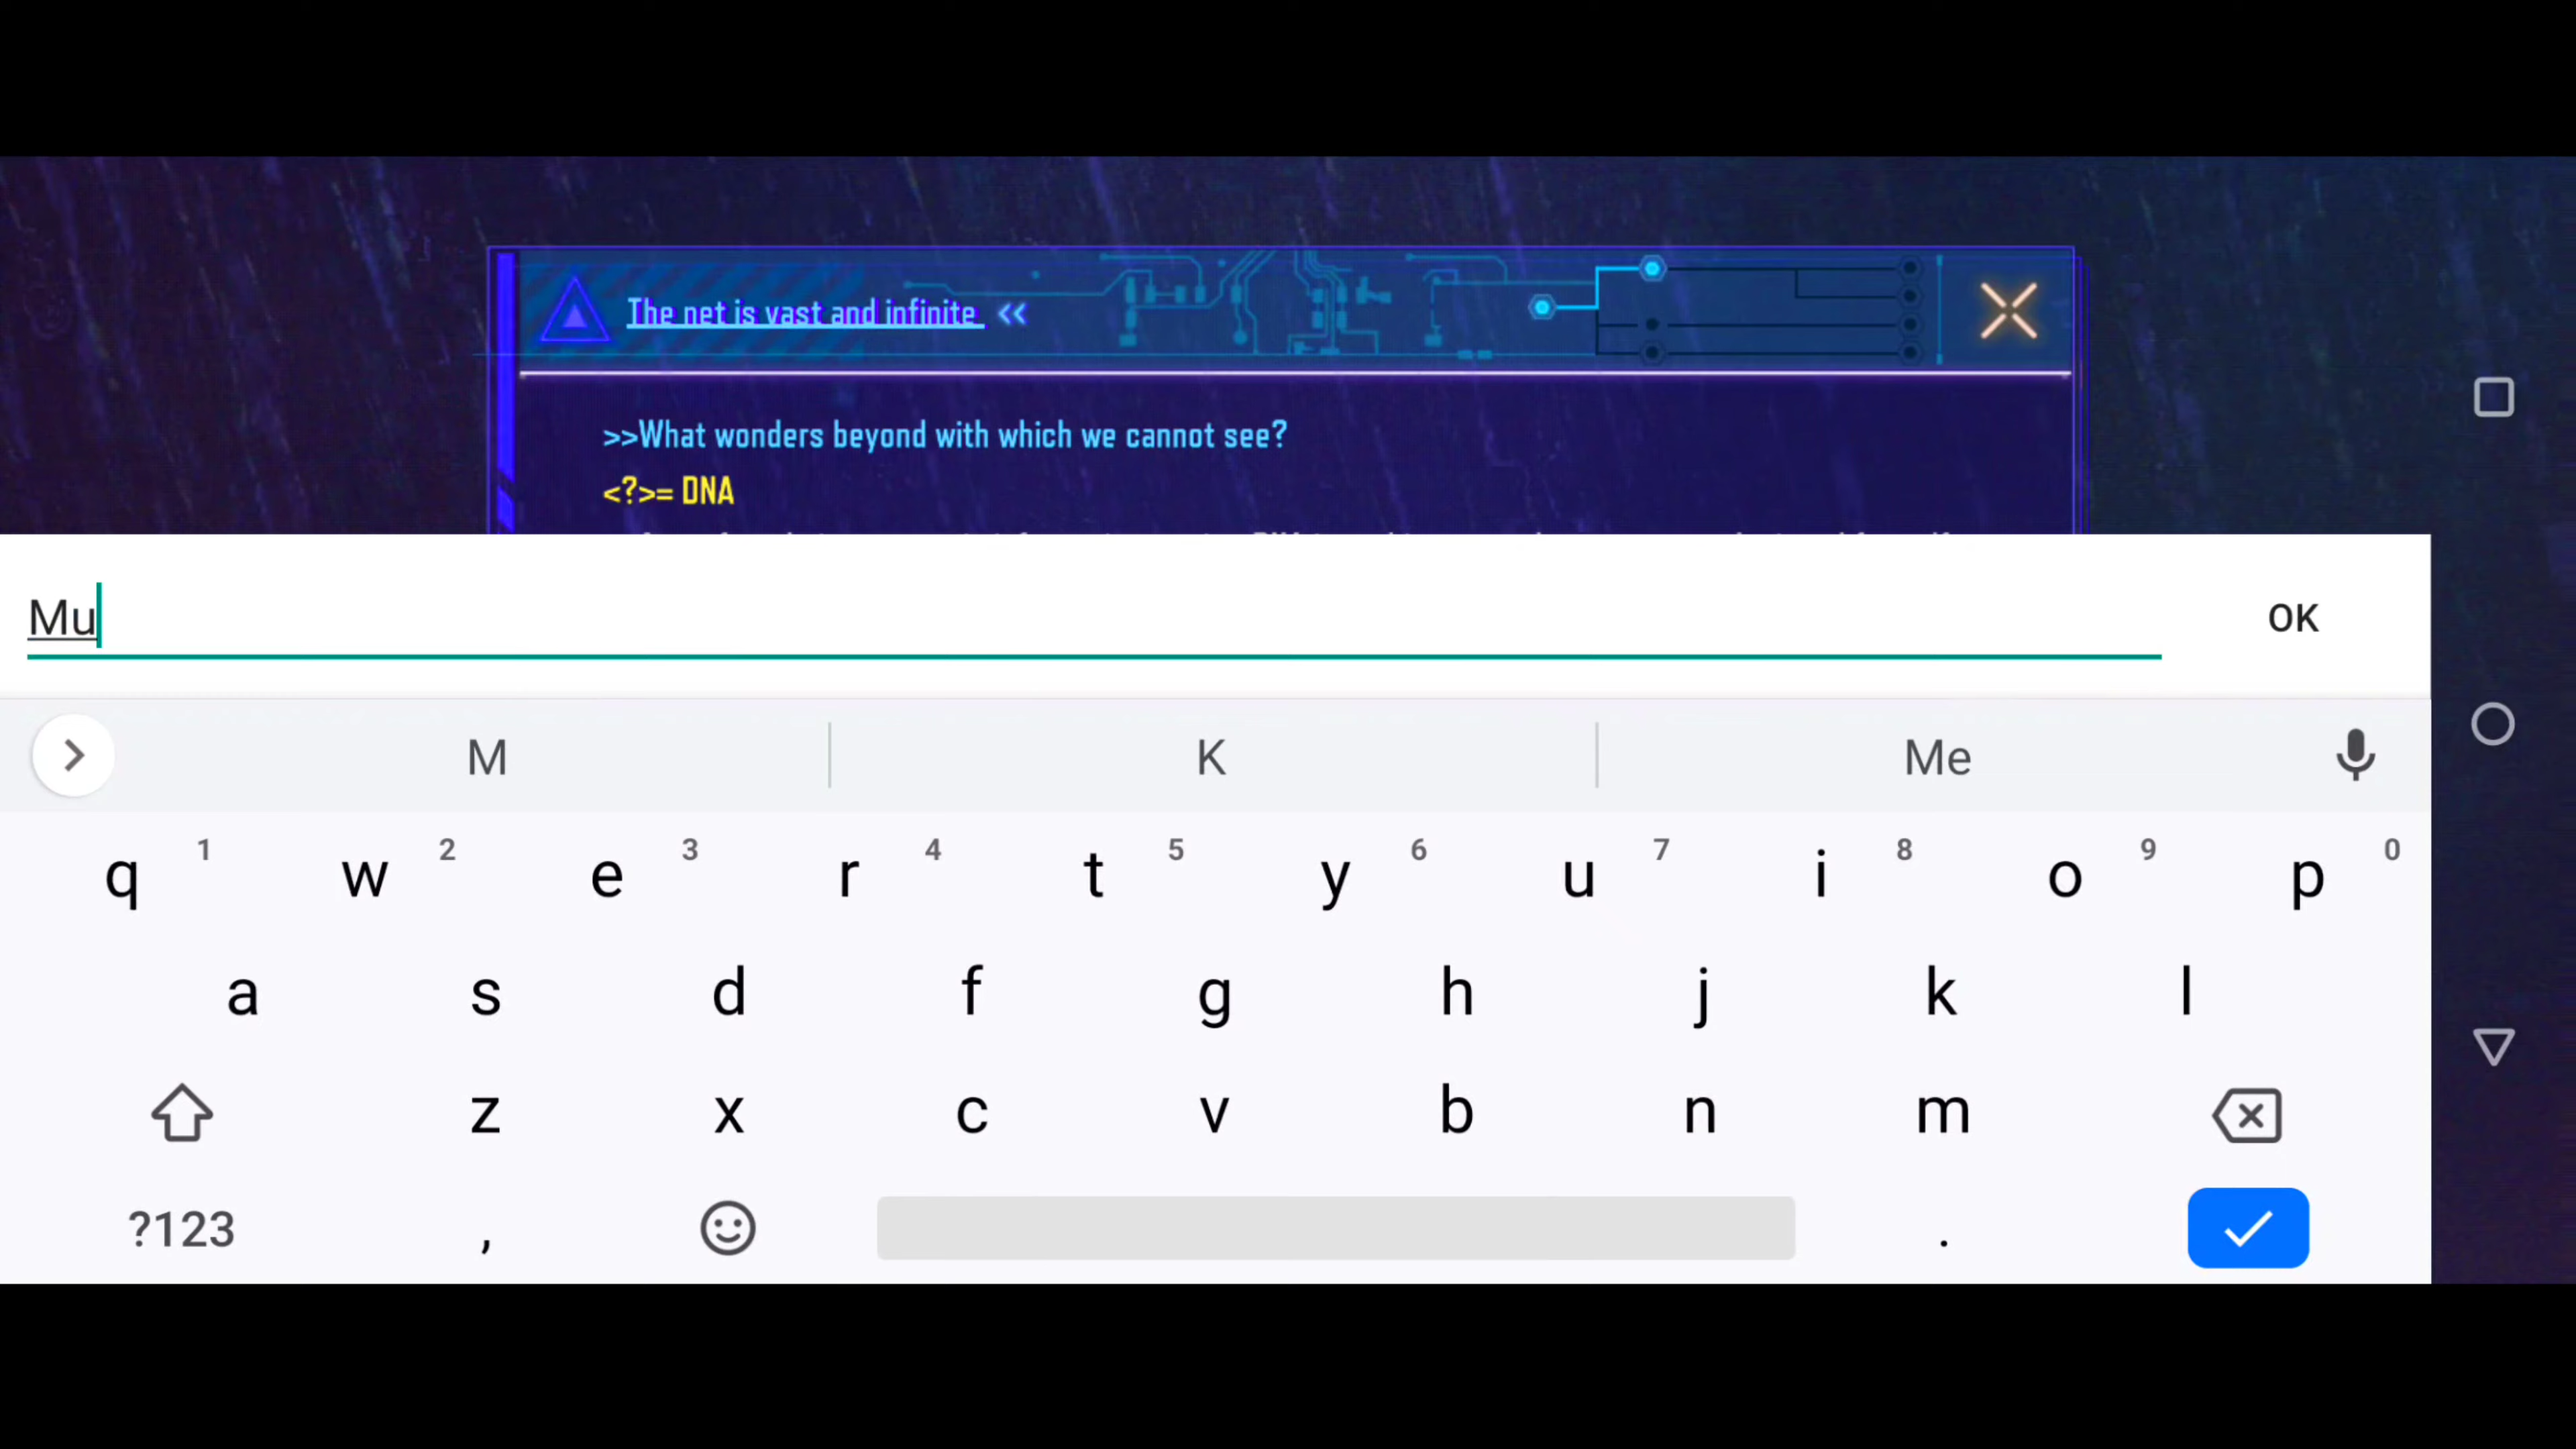 The net is vast and infinite <<
>>What wonders beyond with which we cannot see?
<?>= DNA
Mu
OK
M K Me
q 1 w 2 e 3 r 4 t 5 y 6 u 7 i 8 o 9 p 0
a s d f g h j k l
z x c v b n m
?123 , .